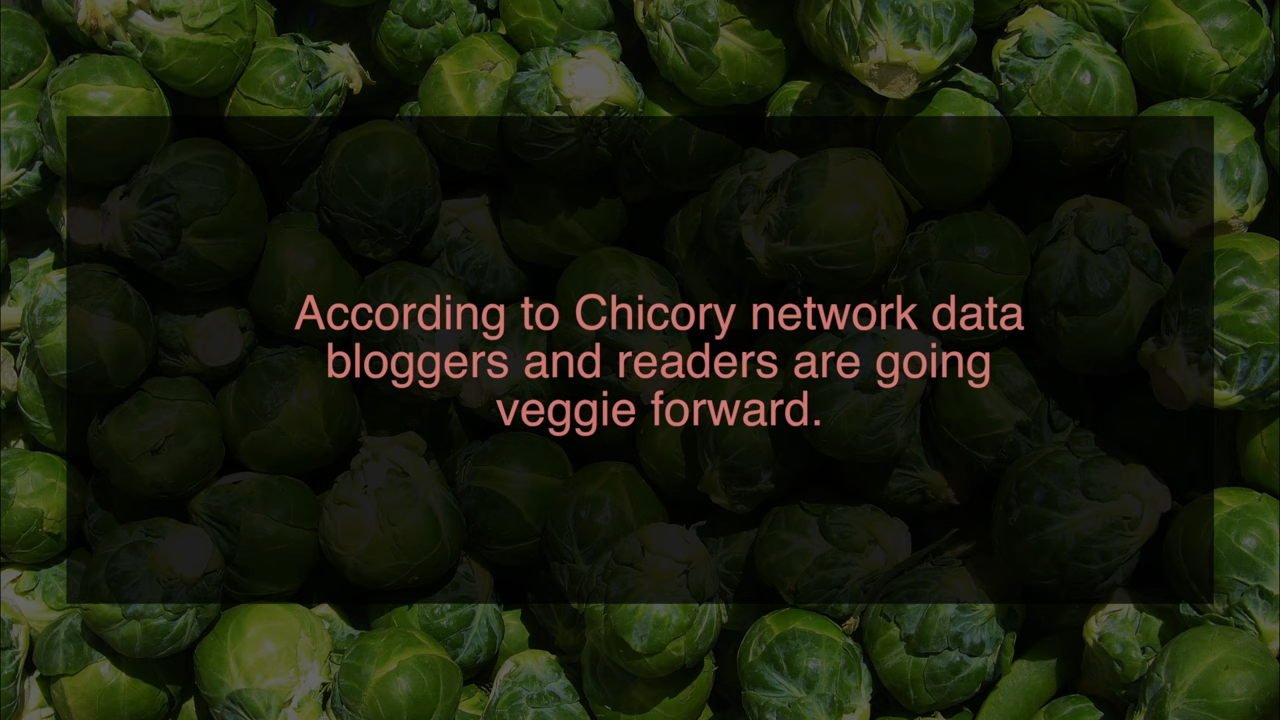 According to Chicory network data
bloggers and readers are going
veggie forward.